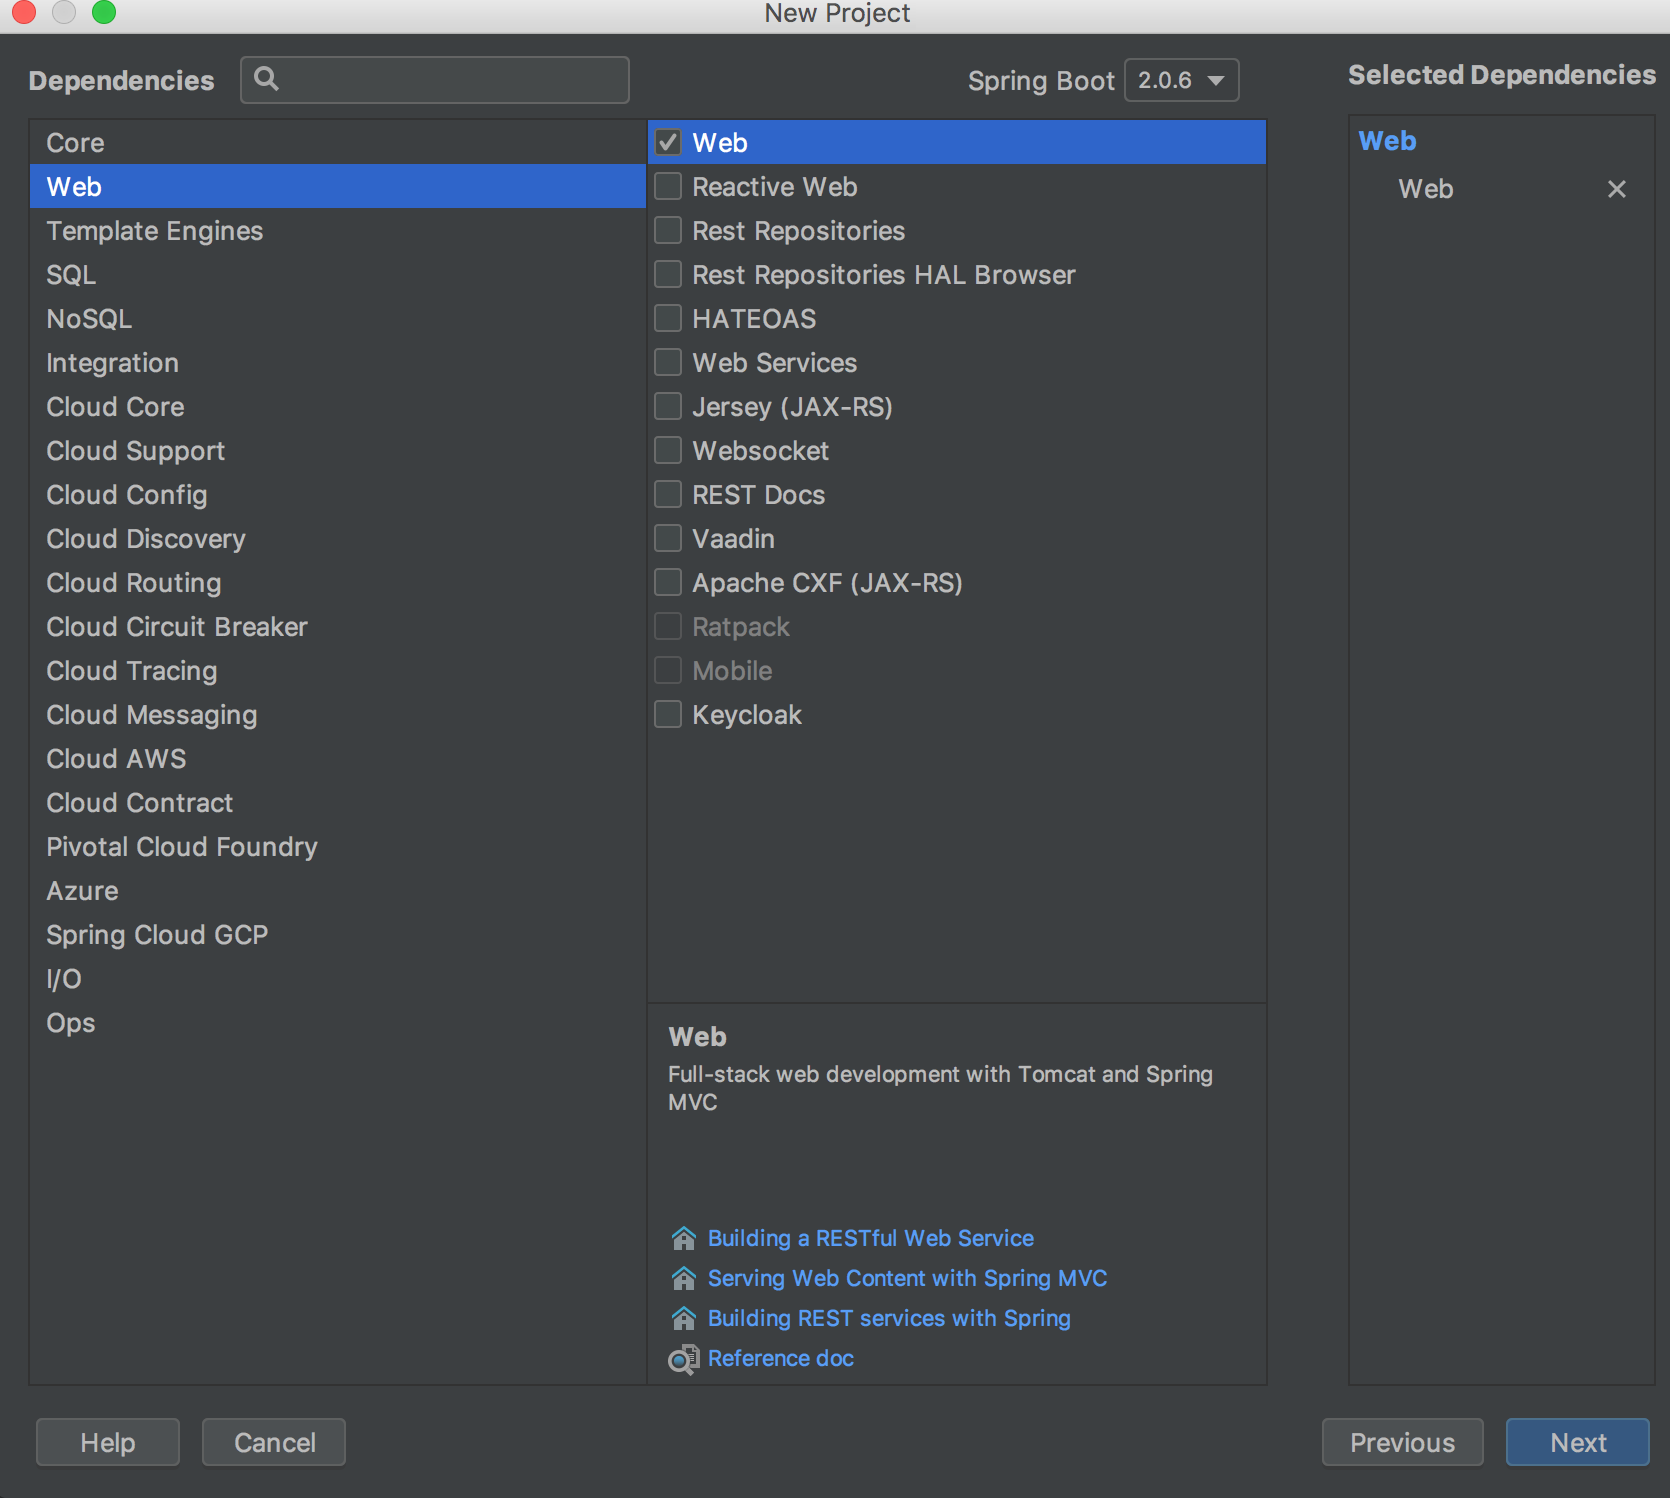 New Project
Dependencies
Spring Boot 2.0.6
Selected Dependencies
Core
Web
Template Engines
SQL
NoSQL
Integration
Cloud Core
Cloud Support
Cloud Config
Cloud Discovery
Cloud Routing
Cloud Circuit Breaker
Cloud Tracing
Cloud Messaging
Cloud AWS
Cloud Contract
Pivotal Cloud Foundry
Azure
Spring Cloud GCP
I/O
Ops
Web
Reactive Web
Rest Repositories
Rest Repositories HAL Browser
HATEOAS
Web Services
Jersey (JAX-RS)
Websocket
REST Docs
Vaadin
Apache CXF (JAX-RS)
Ratpack
Mobile
Keycloak
Web
Full-stack web development with Tomcat and Spring
MVC
Building a RESTful Web Service
Serving Web Content with Spring MVC
Building REST services with Spring
Reference doc
Web
Web
Help
Cancel
Previous
Next